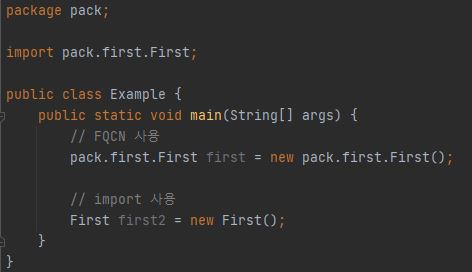 package pack;
import pack.first.First;
public class Example {
public static void main(String[] args) {
// FQCN 사용
pack.first.First first = new pack.first.First();
// import 사용
First first2 = new First();
}
}